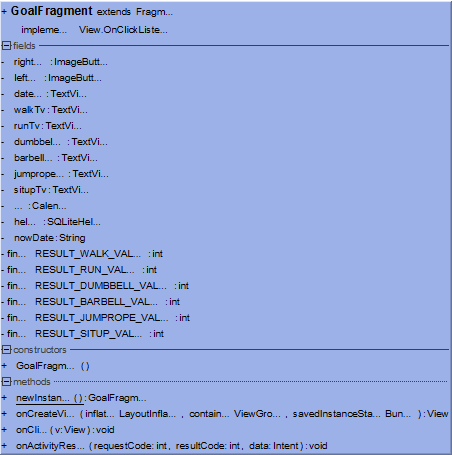 + GoalFragment extends Fragm...
impleme... View.OnClickListe...
fields
- right... :ImageButt...
- left... :ImageButt...
- date... :TextVi...
- walkTv:TextVi...
- runTv:TextVi...
- dumbbel... :TextVi...
- barbell... :TextVi...
- jumprope... :TextVi...
- situpTv:TextVi...
- ... :Calen...
- hel... :SQLiteHel...
- nowDate:String
- fin... RESULT_WALK_VAL... :int
- fin... RESULT_RUN_VAL... :int
- fin... RESULT_DUMBBELL_VAL... :int
- fin... RESULT_BARBELL_VAL... :int
- fin... RESULT_JUMPROPE_VAL... :int
- fin... RESULT_SITUP_VAL... :int
constructors
+ GoalFragm... ()
methods
+ newInstan... ():GoalFragm...
+ onCreateVi... (inflat... LayoutInfla... , contain... ViewGro... , savedInstanceSta... Bun... ):View
+ onCli... (v:View):void
+ onActivityRes... (requestCode:int, resultCode:int, data:Intent):void